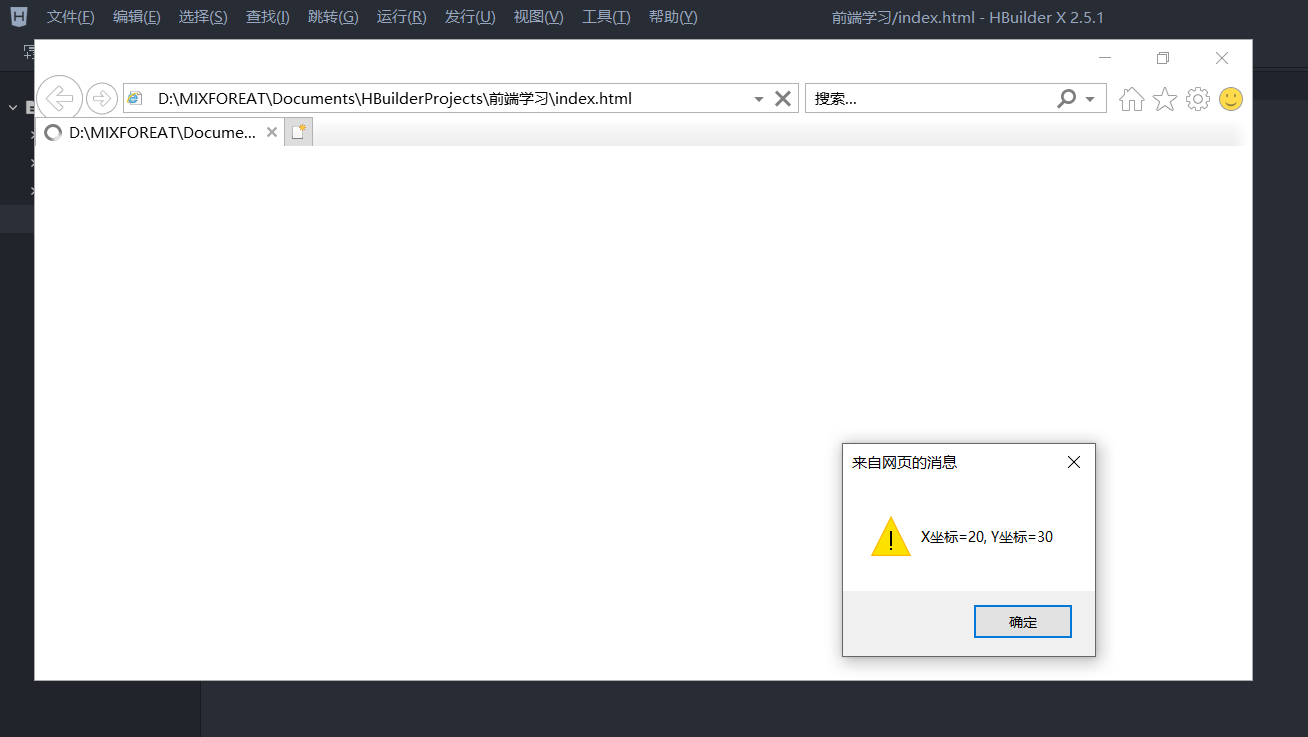 文件(F) 编辑(E) 选择(S) 查找(I) 跳转(G) 运行(R) 发行(U) 视图(V) 工具(T) 帮助(Y) 前端学习/index.html - HBuilder X 2.5.1
D:\MIXFOREAT\Documents\HBuilderProjects\前端学习\index.html 搜索...
D:\MIXFOREAT\Docume...
来自网页的消息
X坐标=20, Y坐标=30
确定